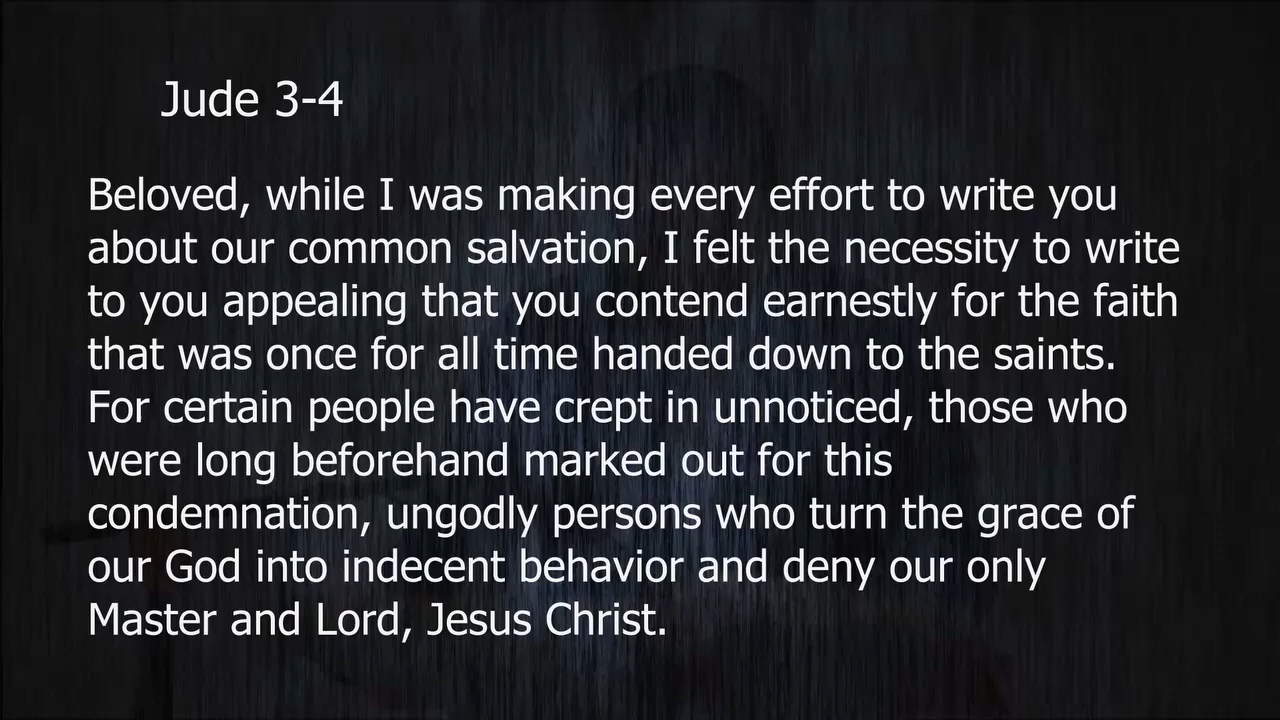 Jude 3-4
Beloved, while I was making every effort to write you
about our common salvation, I felt the necessity to write
to you appealing that you contend earnestly for the faith
that was once for all time handed down to the saints.
For certain people have crept in unnoticed, those who
were long beforehand marked out for this
condemnation, ungodly persons who turn the grace of
our God into indecent behavior and deny our only
Master and Lord, Jesus Christ.